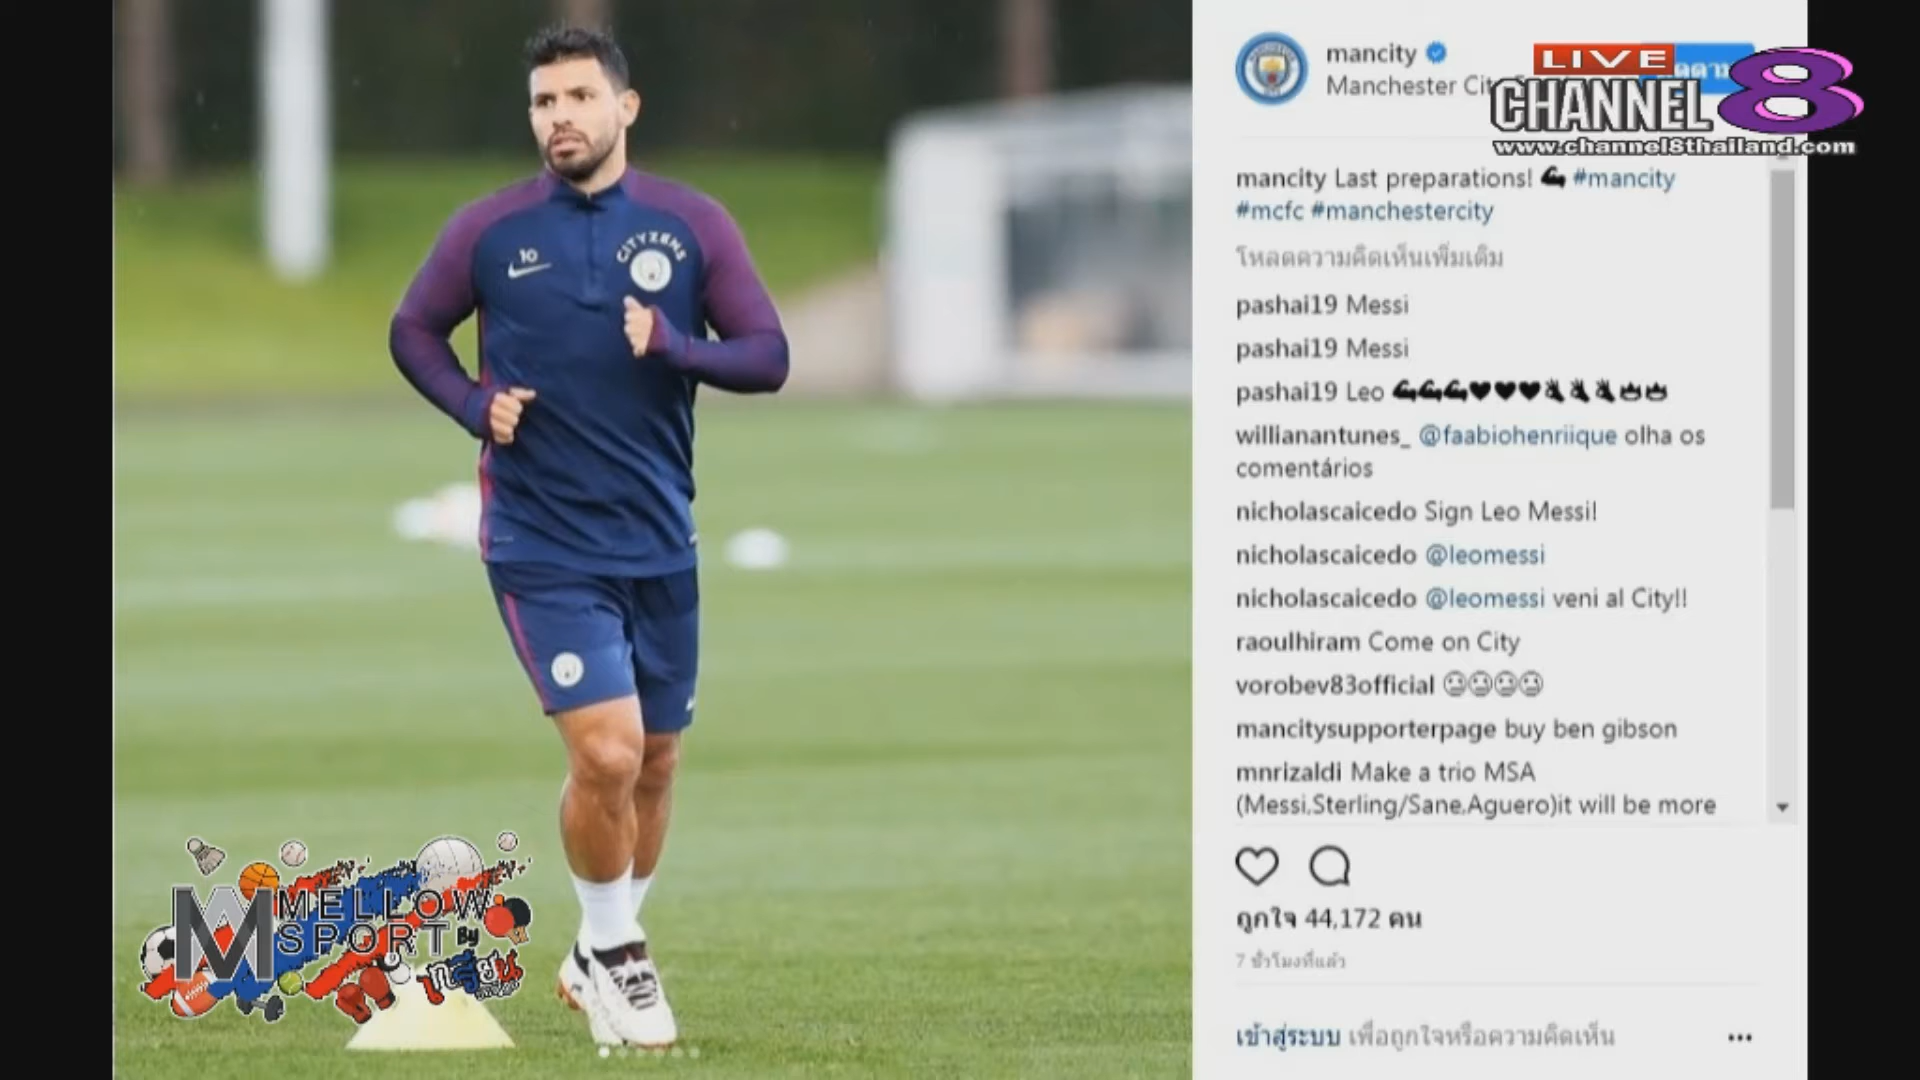 mancity
Manchester City
LIVE
CHANNEL 8
www.channel8thailand.com
mancity Last preparations! 💪 #mancity
#mcfc #manchestercity
โหลดความคิดเห็นเพิ่มเติม
pashai19 Messi
pashai19 Messi
pashai19 Leo 💪💪💪♥♥♥👏👏👏👑👑
willianantunes_ @faabiohenriique olha os
comentários
nicholascaicedo Sign Leo Messi!
nicholascaicedo @leomessi
nicholascaicedo @leomessi veni al City!!
raoulhiram Come on City
vorobev83official
mancitysupporterpage buy ben gibson
mnrizaldi Make a trio MSA
(Messi,Sterling/Sane,Aguero)it will be more
ถูกใจ 44,172 คน
7 ชั่วโมงที่แล้ว
เข้าสู่ระบบ เพื่อถูกใจหรือความคิดเห็น
10
CITYZENS
MELLOW
SPORT By
เกรียน